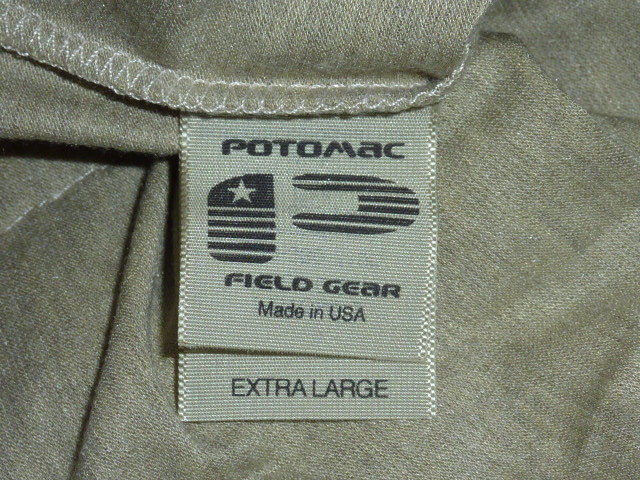 POTOMAC
FIELD GEAR
Made in USA
EXTRA LARGE